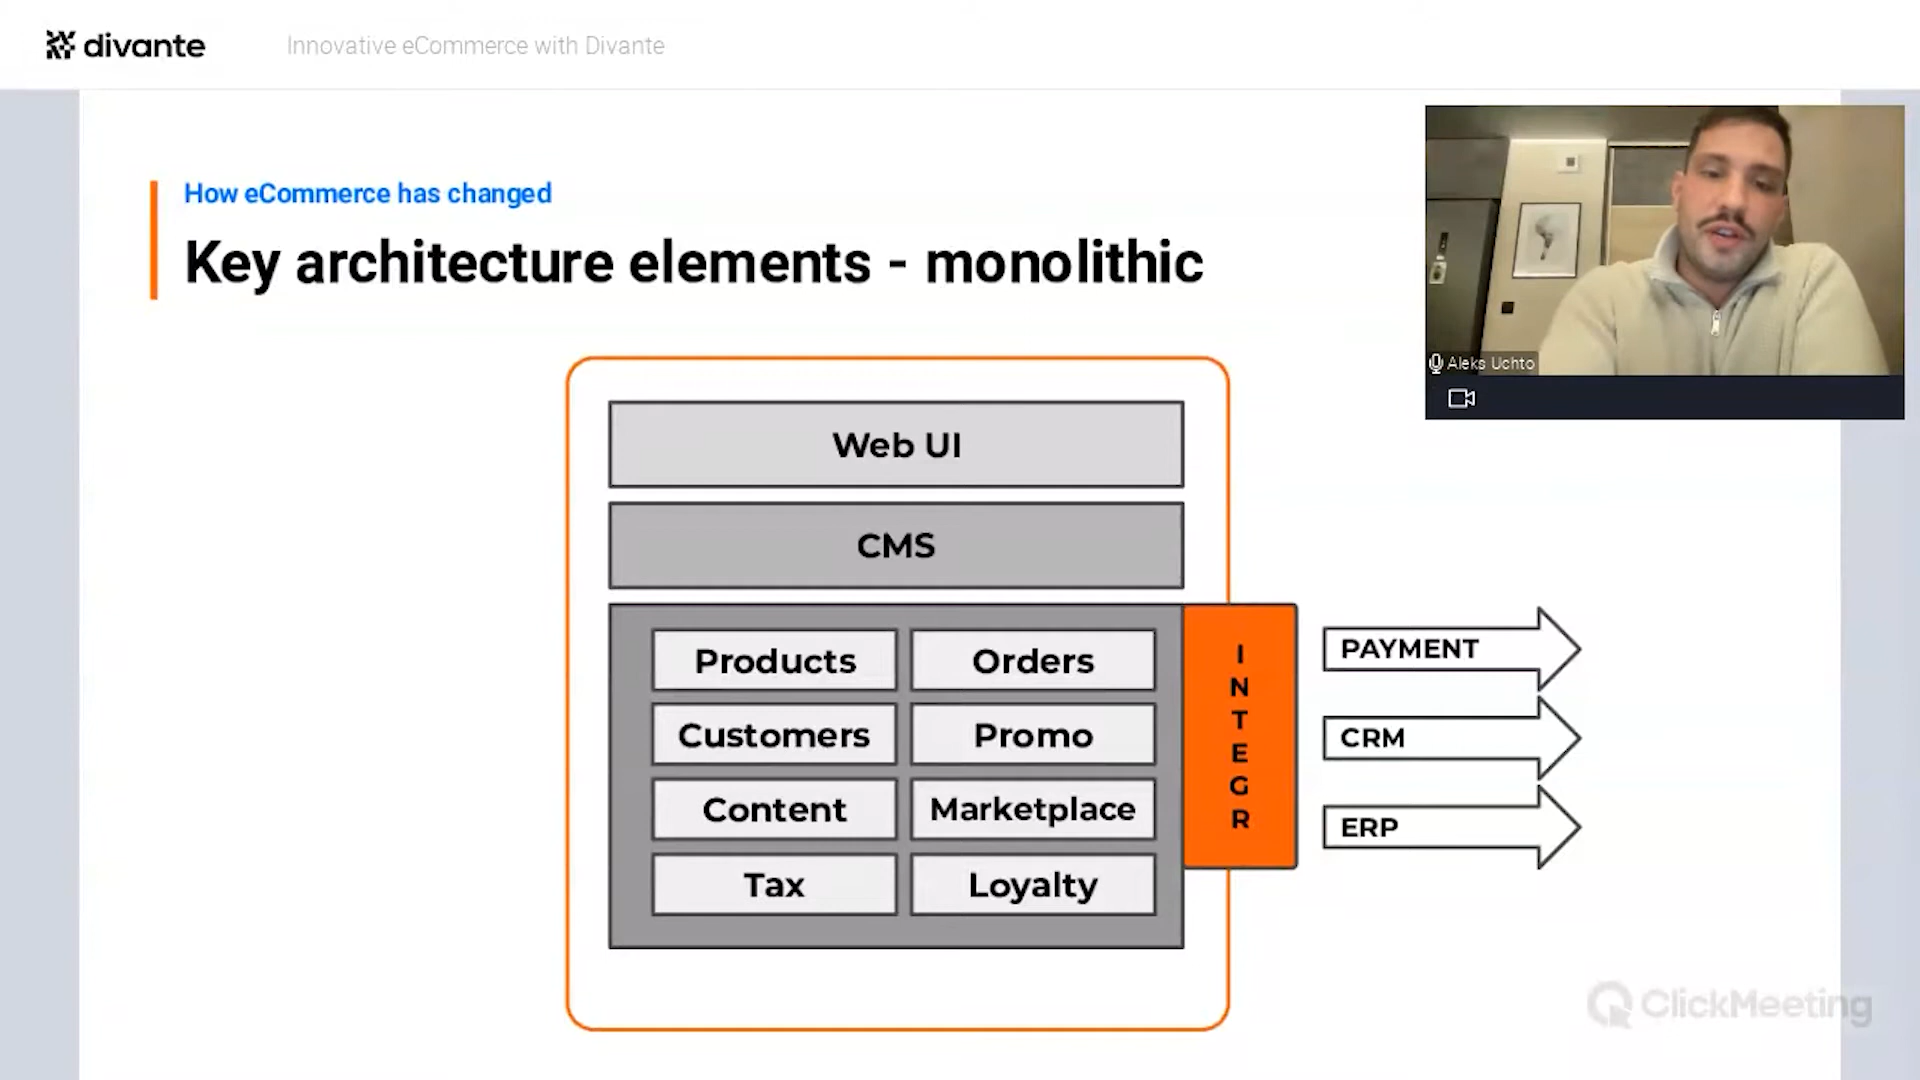 divante
Innovative eCommerce with Divante
How eCommerce has changed
Key architecture elements - monolithic
Aleks Uchto
Web UI
CMS
Products
Orders
Customers
Promo
Content
Marketplace
Tax
Loyalty
I
N
T
E
G
R
PAYMENT
CRM
ERP
ClickMeeting